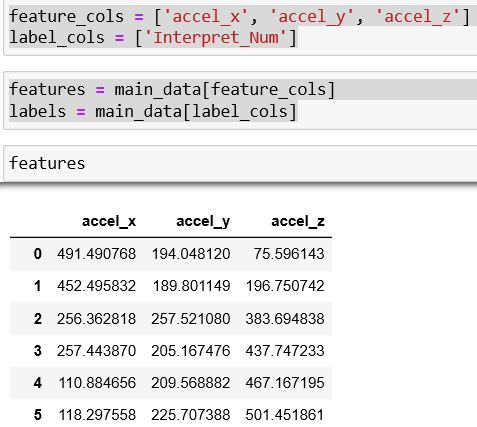 feature_cols = ['accel_x', 'accel_y', 'accel_z']
label_cols = ['Interpret_Num']
features = main_data[feature_cols]
labels = main_data[label_cols]
features
accel_x accel_y accel_z
0 491.490768 194.048120 75.596143
1 452.495832 189.801149 196.750742
2 256.362818 257.521080 383.694838
3 257.443870 205.167476 437.747233
4 110.884656 209.568882 467.167195
5 118.297558 225.707388 501.451861